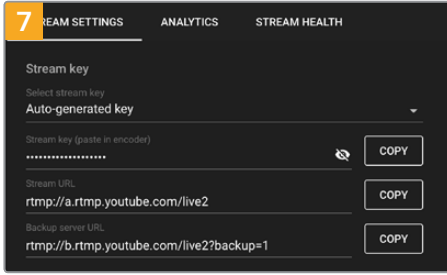 7
REAM SETTINGS ANALYTICS STREAM HEALTH
Stream key
Select stream key
Auto-generated key
Stream key (paste in encoder)
•••••••••••••••••••
COPY
Stream URL
rtmp://a.rtmp.youtube.com/live2
COPY
Backup server URL
rtmp://b.rtmp.youtube.com/live2?backup=1
COPY